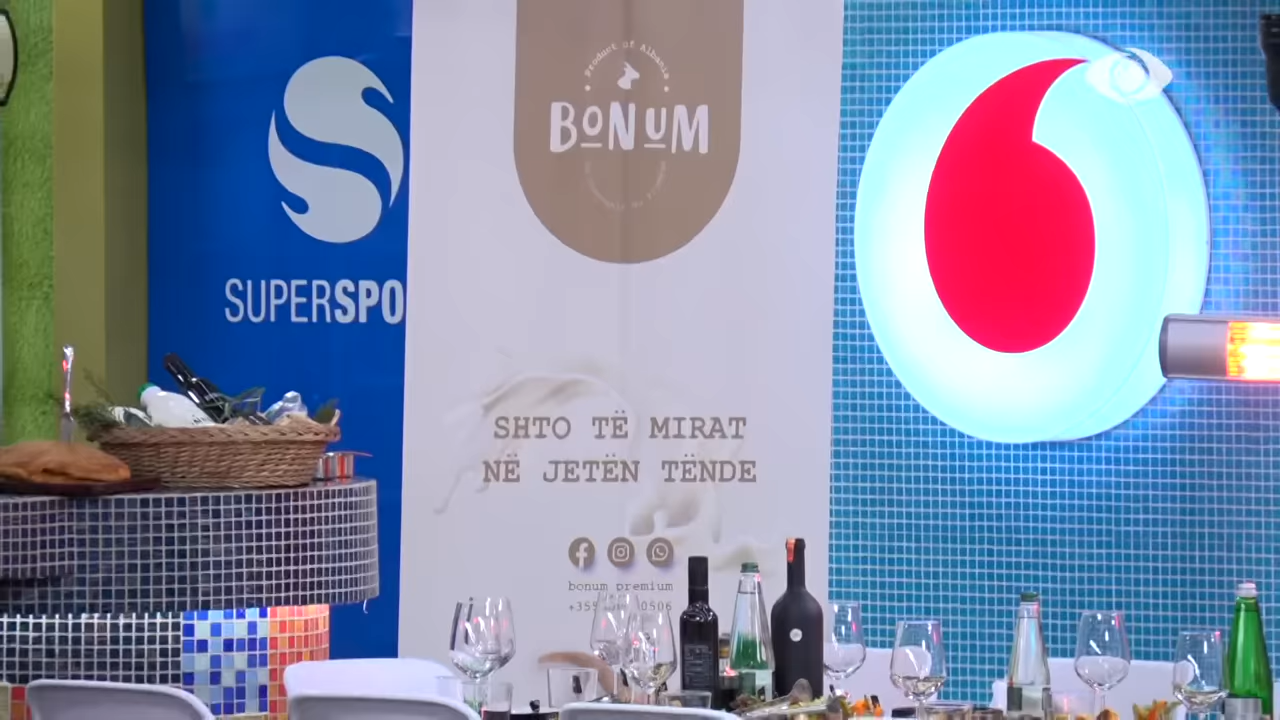 SUPERSPO
Product of Albania
BONUM
SHTO TË MIRAT
NË JETËN TËNDE
bonum premium